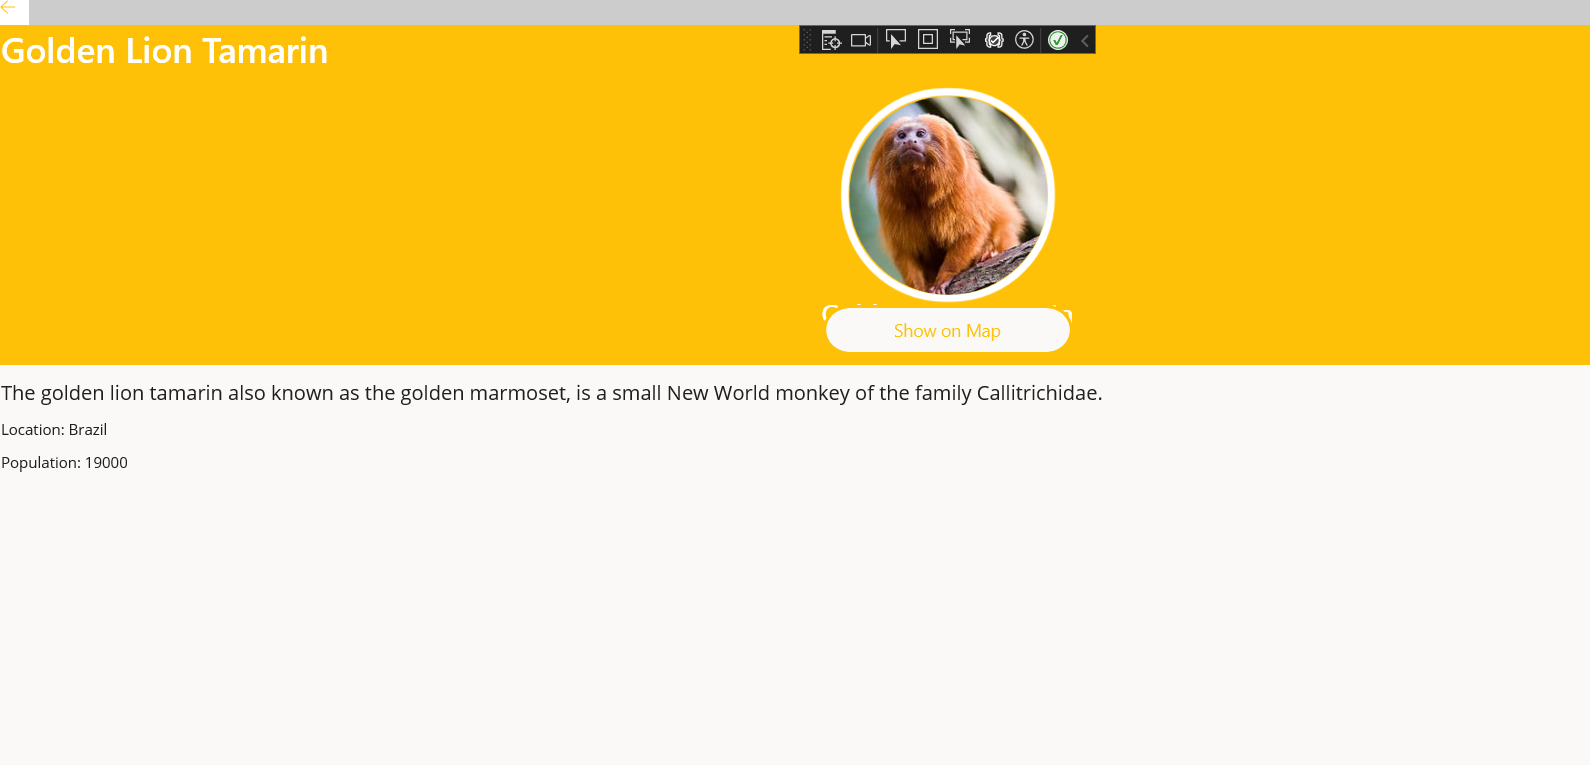 Golden Lion Tamarin
Show on Map
The golden lion tamarin also known as the golden marmoset, is a small New World monkey of the family Callitrichidae.
Location: Brazil
Population: 19000